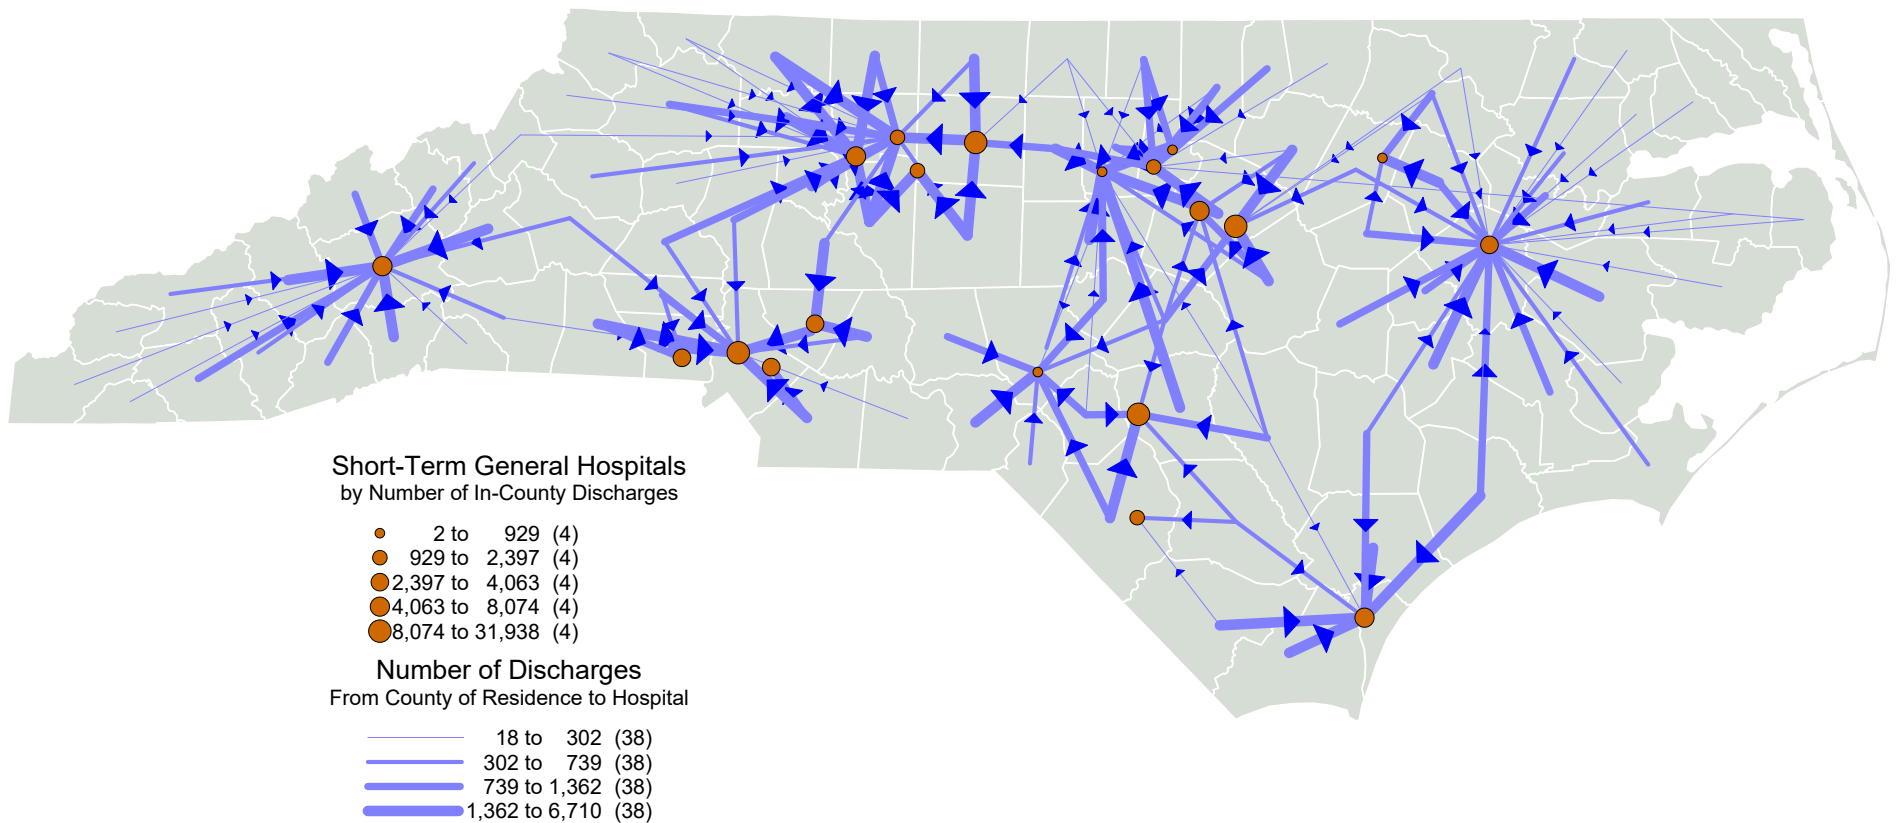 Short-Term General Hospitals
by Number of In-County Discharges
2 to 929 (4)
929 to 2,397 (4)
2,397 to 4,063 (4)
4,063 to 8,074 (4)
8,074 to 31,938 (4)
Number of Discharges
From County of Residence to Hospital
18 to 302 (38)
302 to 739 (38)
739 to 1,362 (38)
1,362 to 6,710 (38)